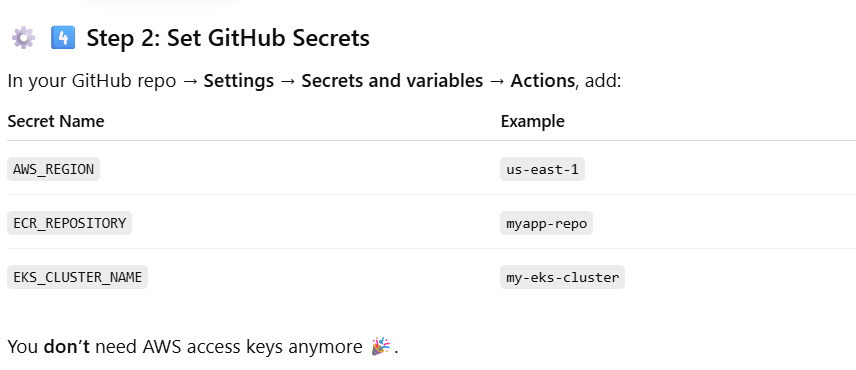 ⚙️ 4️⃣ Step 2: Set GitHub Secrets
In your GitHub repo → Settings → Secrets and variables → Actions, add:
Secret Name Example
AWS_REGION us-east-1
ECR_REPOSITORY myapp-repo
EKS_CLUSTER_NAME my-eks-cluster
You don’t need AWS access keys anymore 🎉 .